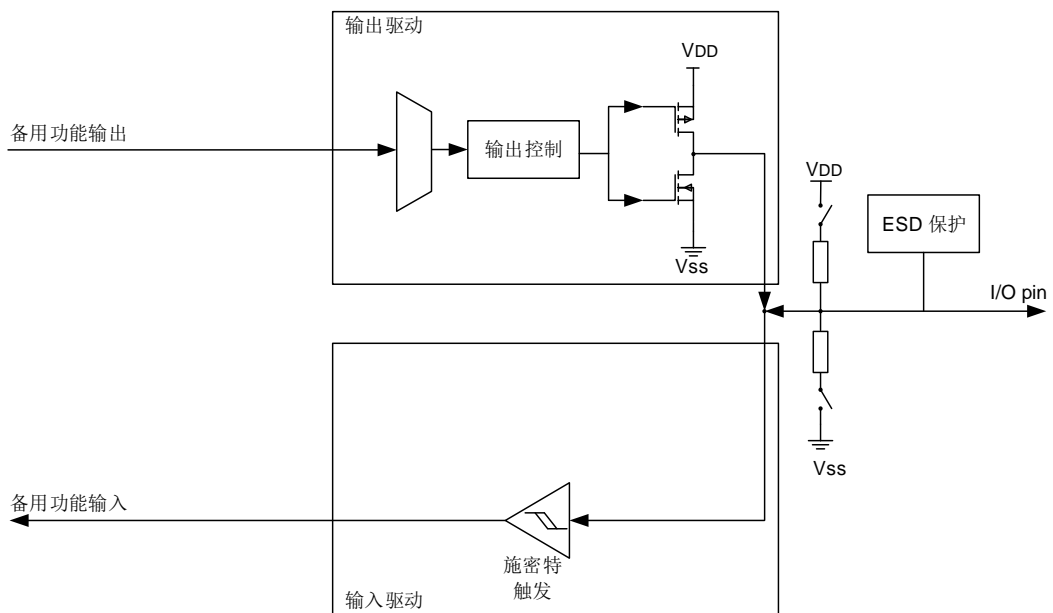 输出驱动
VDD
备用功能输出
输出控制
VDD
ESD 保护
Vss
I/O pin
Vss
备用功能输入
施密特
触发
输入驱动